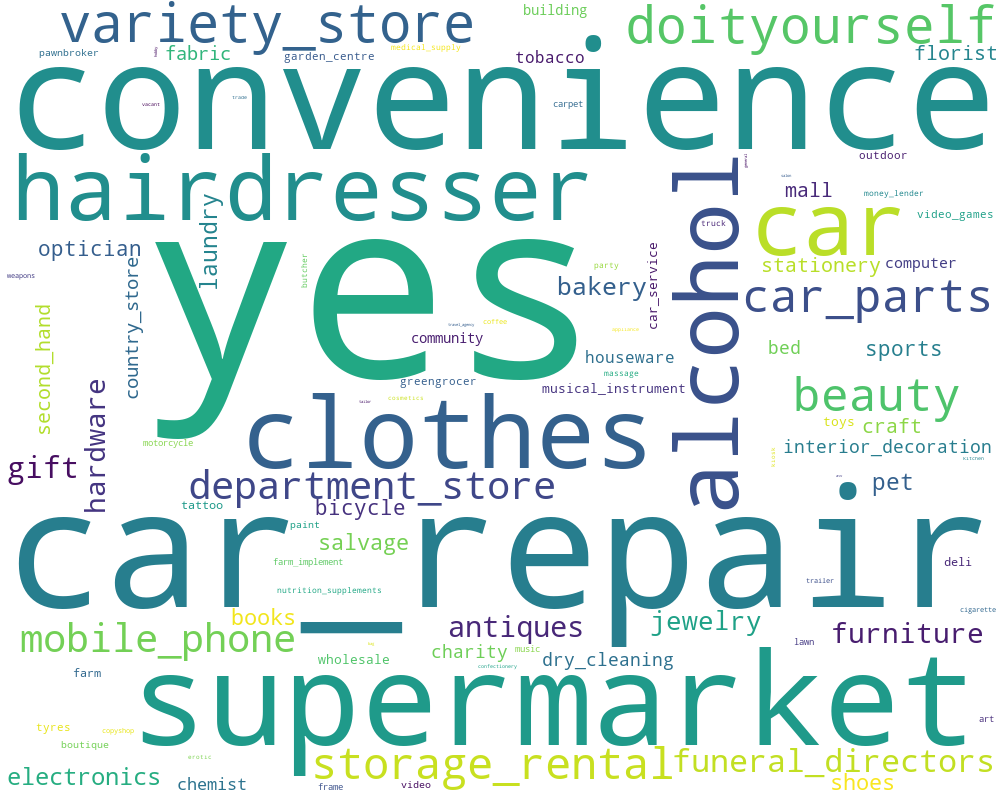 building
variety_store
doityourself
medical_supply
pawnbroker
fabric
garden_centre
tobacco
florist
convenience
trade
vacant
carpet
hairdresser
outdoor
mall
money_lender
laundry
alcohol
car
video_games
truck
optician
yes
butcher
party
car_service
stationery
computer
weapons
country_store
bakery
car_parts
second_hand
travel_agency
coffee
appliance
community
houseware
bed
sports
greengrocer
massage
musical_instrument
hardware
clothes
cosmetics
tailor
beauty
toys
craft
motorcycle
interior_decoration
kitchen
gift
department_store
pet
tattoo
bicycle
car_repair
paint
salvage
farm_implement
deli
nutrition_supplements
trailer
books
cigarette
mobile_phone
antiques
jewelry
furniture
lawn
wholesale
charity
music
dry_cleaning
confectionery
farm
supermarket
art
tyres
copyshop
boutique
erotic
storage_rental
funeral_directors
electronics
chemist
frame
video
shoes